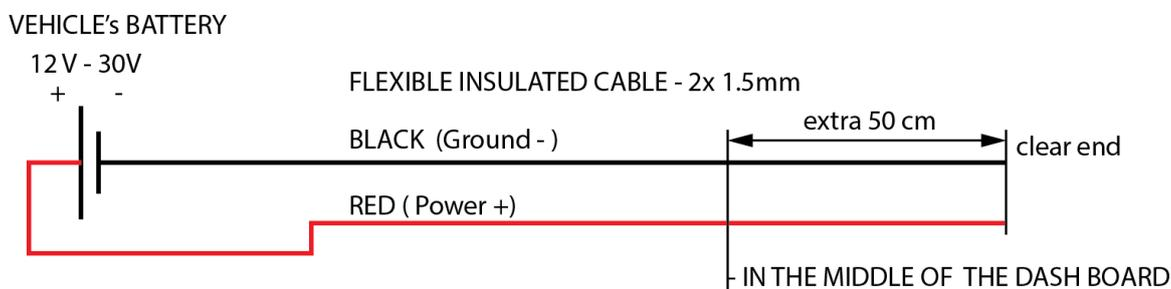 VEHICLE's BATTERY
12 V - 30V
+ -
FLEXIBLE INSULATED CABLE - 2x 1.5mm
BLACK (Ground - )
extra 50 cm
clear end
RED ( Power +)
- IN THE MIDDLE OF THE DASH BOARD